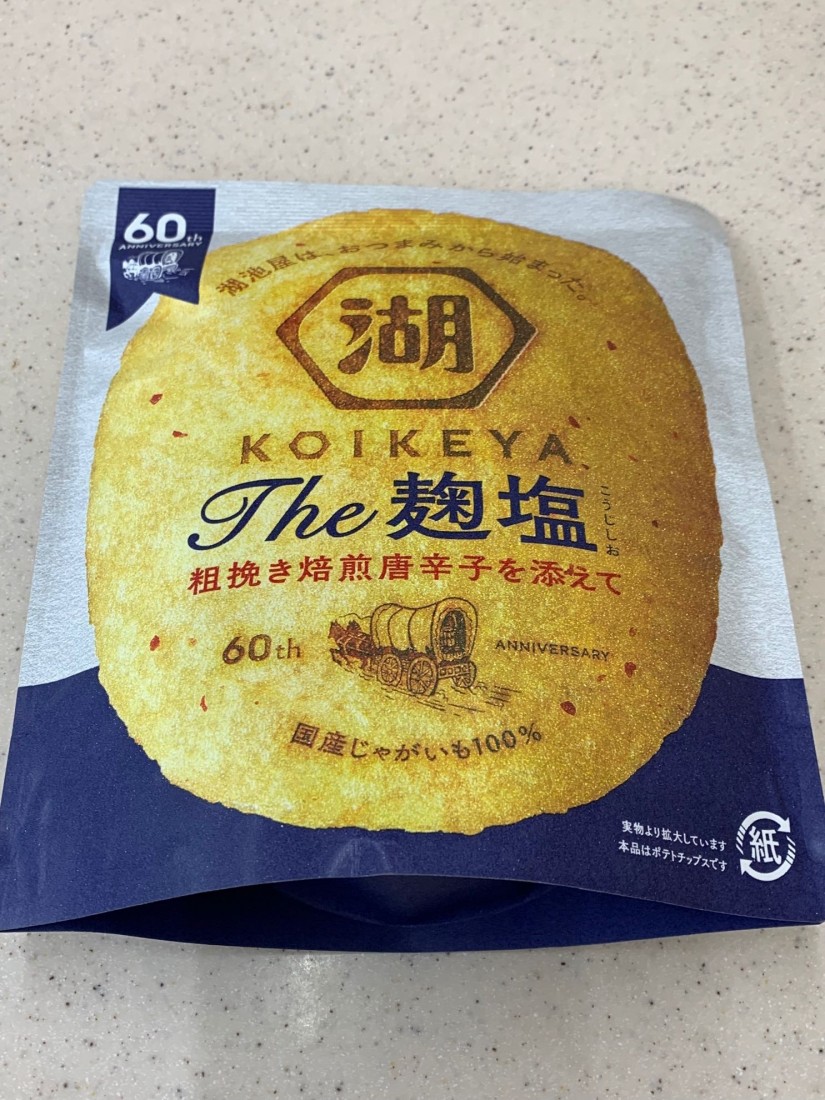 60th
ANNIVERSARY
湖池屋は、おつまみから始まった。
湖
KOIKEYA
The麹塩
こうじしお
粗挽き焙煎唐辛子を添えて
60th ANNIVERSARY
国産じゃがいも100%
実物より拡大しています
本品はポテトチップスです
紙